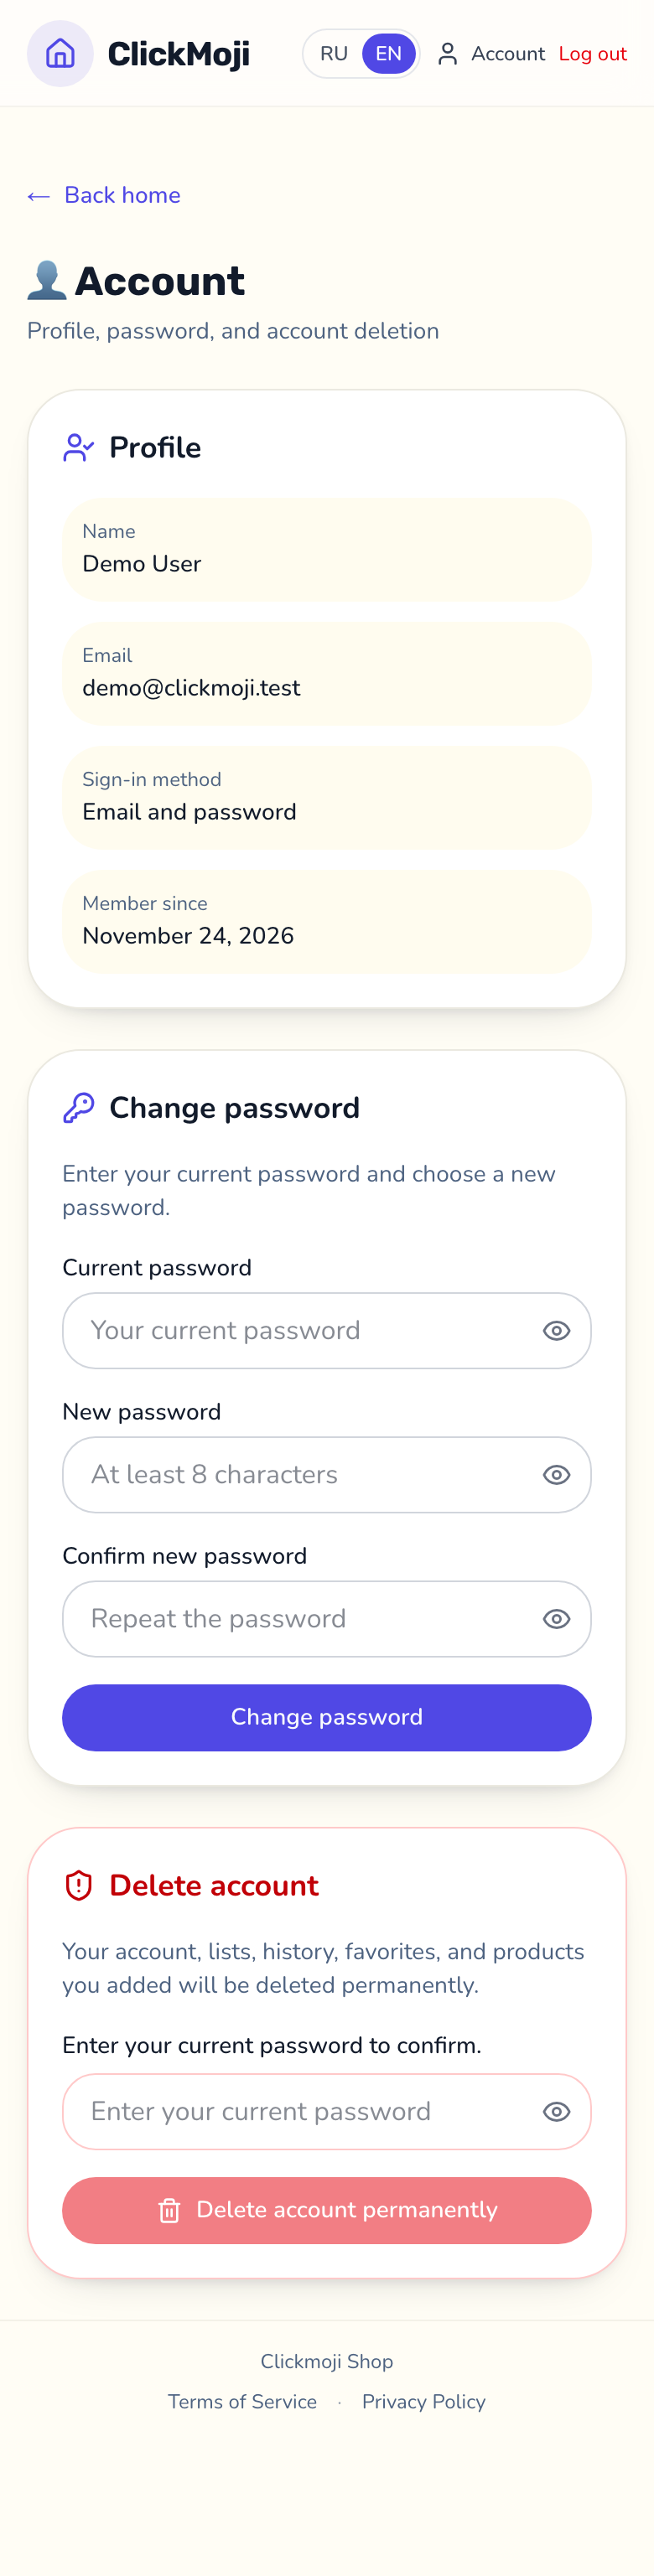 ClickMoji
RU
EN
Account
Log out
← Back home
Account
Profile, password, and account deletion
Profile
Name
Demo User
Email
demo@clickmoji.test
Sign-in method
Email and password
Member since
November 24, 2026
Change password
Enter your current password and choose a new
password.
Current password
Your current password
New password
At least 8 characters
Confirm new password
Repeat the password
Change password
Delete account
Your account, lists, history, favorites, and products
you added will be deleted permanently.
Enter your current password to confirm.
Enter your current password
Delete account permanently
Clickmoji Shop
Terms of Service · Privacy Policy